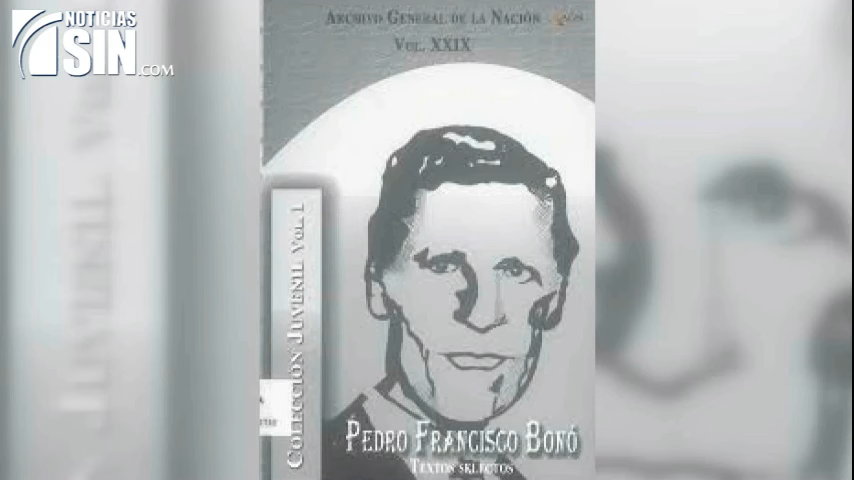 NOTICIAS
SIN.COM
ARCHIVO GENERAL DE LA NACIÓN
VOL. XXIX
COLECCIÓN JUVENIL VOL. I
PEDRO FRANCISCO BONÓ
TEXTOS SELECTOS